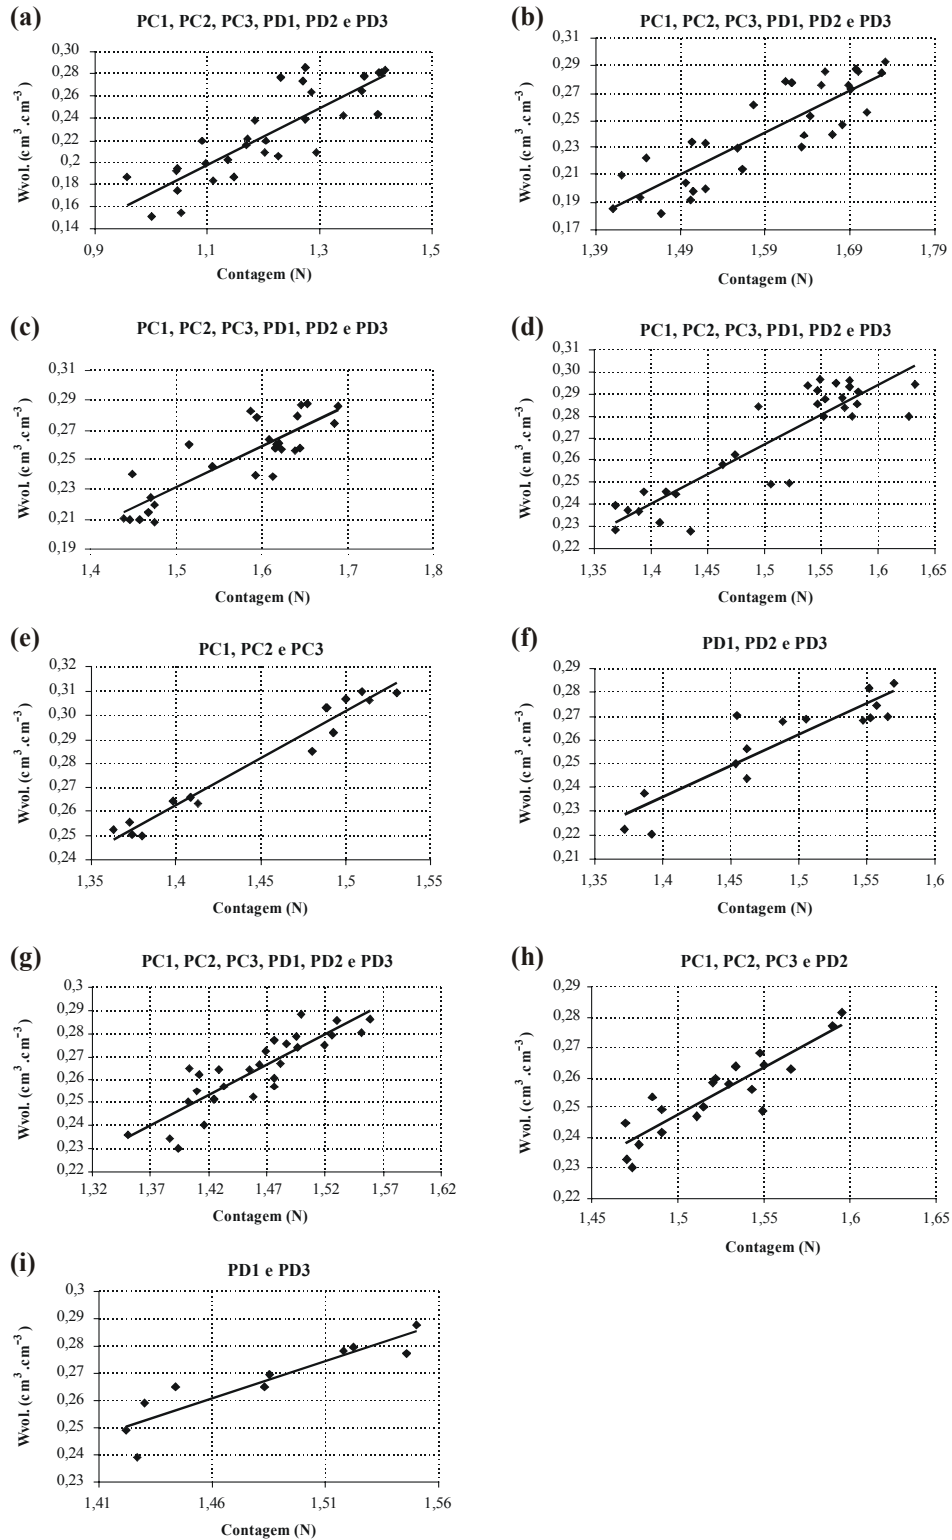 (a)
PC1, PC2, PC3, PD1, PD2 e PD3
Wvol. (cm³.cm⁻³)
0,30
0,28
0,26
0,24
0,22
0,2
0,18
0,16
0,14
0,9 1,1 1,3 1,5
Contagem (N)
(b)
PC1, PC2, PC3, PD1, PD2 e PD3
Wvol. (cm³.cm⁻³)
0,31
0,29
0,27
0,25
0,23
0,21
0,19
0,17
1,39 1,49 1,59 1,69 1,79
Contagem (N)
(c)
PC1, PC2, PC3, PD1, PD2 e PD3
Wvol. (cm³.cm⁻³)
0,31
0,29
0,27
0,25
0,23
0,21
0,19
1,4 1,5 1,6 1,7 1,8
Contagem (N)
(d)
PC1, PC2, PC3, PD1, PD2 e PD3
Wvol. (cm³.cm⁻³)
0,31
0,30
0,29
0,28
0,27
0,26
0,25
0,24
0,23
0,22
1,35 1,4 1,45 1,5 1,55 1,6 1,65
Contagem (N)
(e)
PC1, PC2 e PC3
Wvol. (cm³.cm⁻³)
0,32
0,31
0,30
0,29
0,28
0,27
0,26
0,25
0,24
1,35 1,4 1,45 1,5 1,55
Contagem (N)
(f)
PD1, PD2 e PD3
Wvol. (cm³.cm⁻³)
0,29
0,28
0,27
0,26
0,25
0,24
0,23
0,22
0,21
1,35 1,4 1,45 1,5 1,55 1,6
Contagem (N)
(g)
PC1, PC2, PC3, PD1, PD2 e PD3
Wvol. (cm³.cm⁻³)
0,3
0,29
0,28
0,27
0,26
0,25
0,24
0,23
0,22
1,32 1,37 1,42 1,47 1,52 1,57 1,62
Contagem (N)
(h)
PC1, PC2, PC3 e PD2
Wvol. (cm³.cm⁻³)
0,29
0,28
0,27
0,26
0,25
0,24
0,23
0,22
1,45 1,5 1,55 1,6 1,65
Contagem (N)
(i)
PD1 e PD3
Wvol. (cm³.cm⁻³)
0,3
0,29
0,28
0,27
0,26
0,25
0,24
0,23
1,41 1,46 1,51 1,56
Contagem (N)